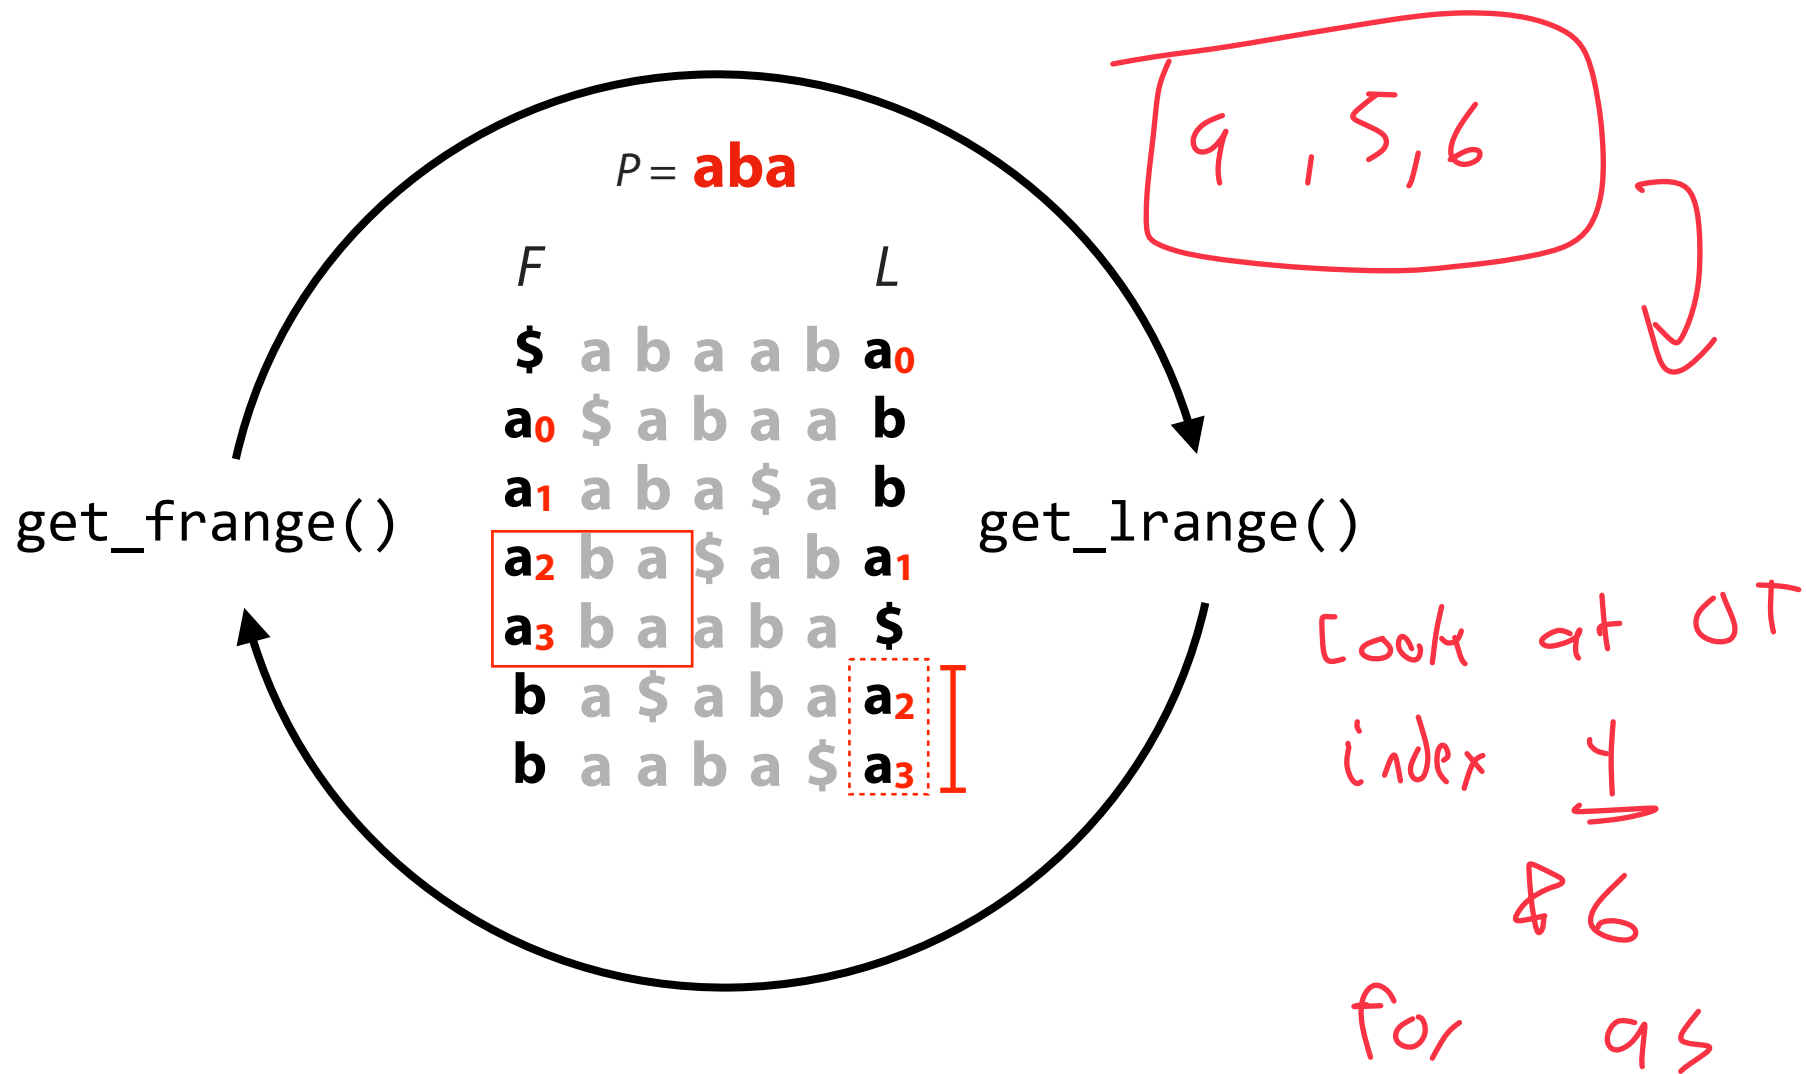 P = aba
a , 5, 6
F L
$ a b a a b a0
a0 $ a b a a b
a1 a b a $ a b
a2 b a $ a b a1
a3 b a a b a $
b a $ a b a a2
b a a b a $ a3
get_frange()
get_lrange()
Look at OT
index 4
& 6
for as